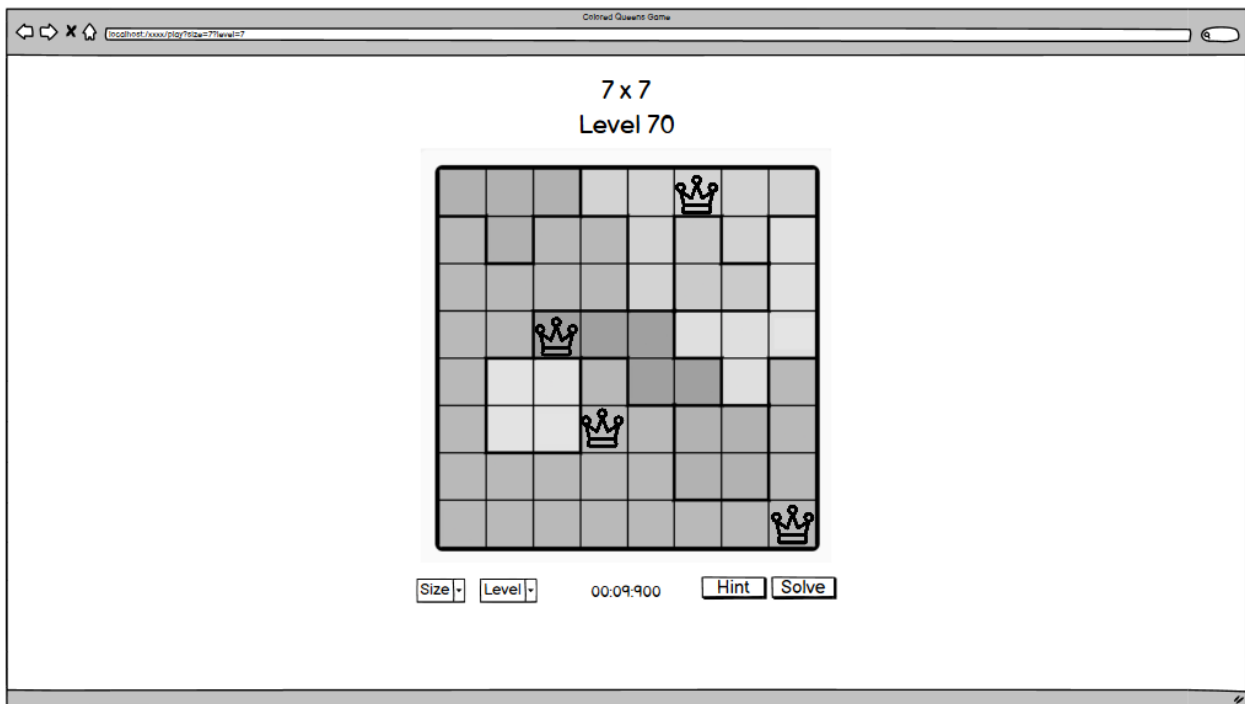 Colored Queens Game
localhost:/xxxx/play?size=7?level=7
7 x 7
Level 70
Size Level 00:09:900 Hint Solve